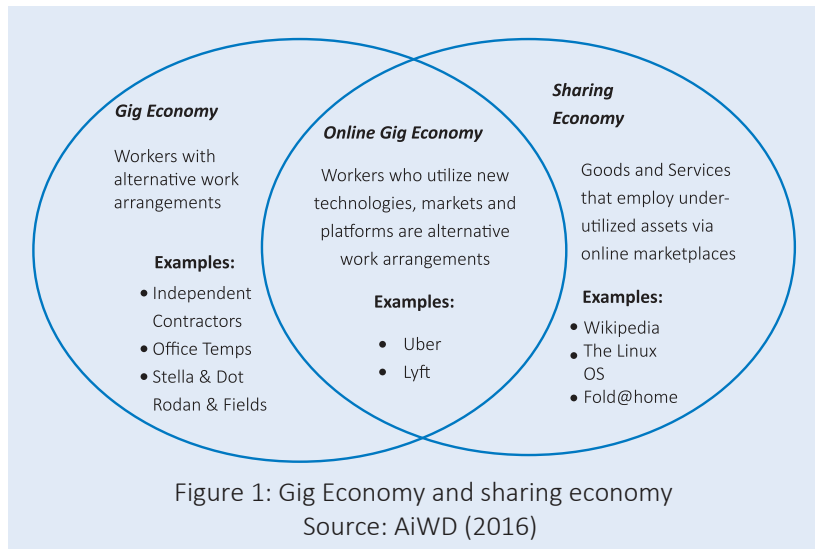 Gig Economy
Workers with
alternative work
arrangements
Examples:
• Independent
Contractors
• Office Temps
• Stella & Dot
Rodan & Fields
Online Gig Economy
Workers who utilize new
technologies, markets and
platforms are alternative
work arrangements
Examples:
• Uber
• Lyft
Sharing
Economy
Goods and Services
that employ under-
utilized assets via
online marketplaces
Examples:
• Wikipedia
• The Linux
OS
• Fold@home
Figure 1: Gig Economy and sharing economy
Source: AiWD (2016)